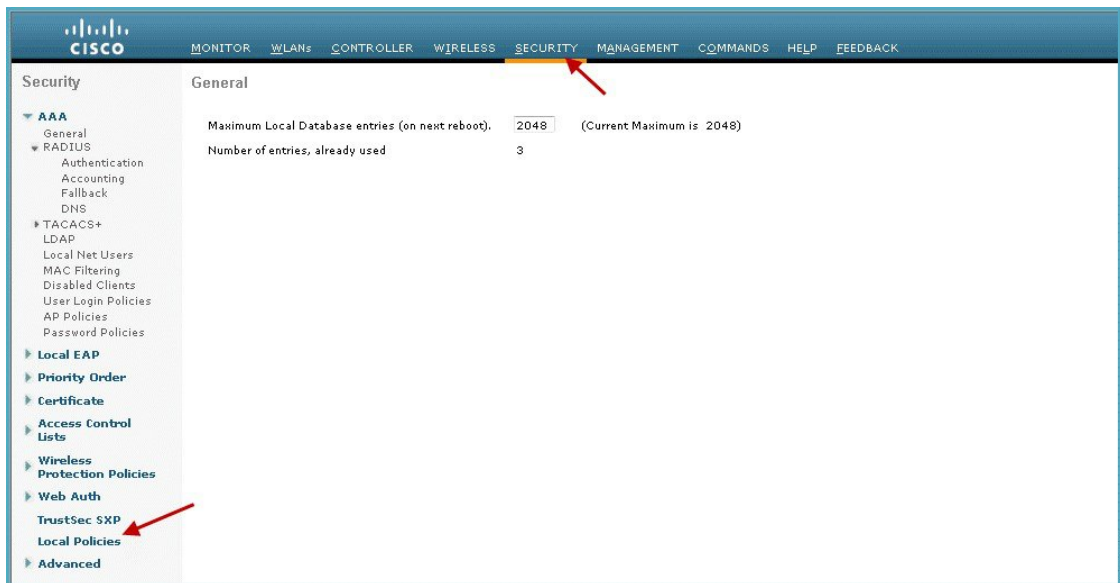 CISCO
MONITOR WLANs CONTROLLER WIRELESS SECURITY MANAGEMENT COMMANDS HELP FEEDBACK
Security
AAA
General
RADIUS
Authentication
Accounting
Fallback
DNS
TACACS+
LDAP
Local Net Users
MAC Filtering
Disabled Clients
User Login Policies
AP Policies
Password Policies
Local EAP
Priority Order
Certificate
Access Control
Lists
Wireless
Protection Policies
Web Auth
TrustSec SXP
Local Policies
Advanced
General
Maximum Local Database entries (on next reboot). 2048 (Current Maximum is 2048)
Number of entries, already used 3